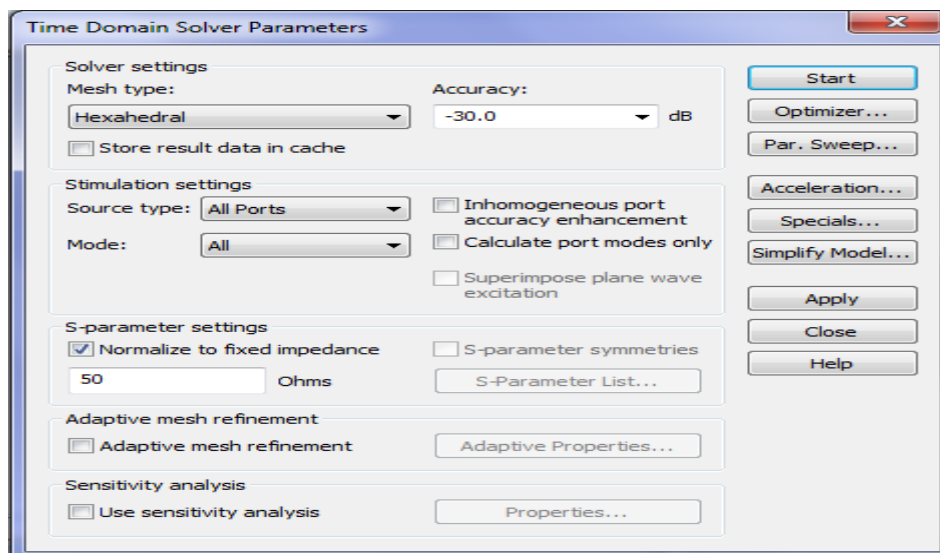 Time Domain Solver Parameters
Solver settings
Mesh type:
Accuracy:
Hexahedral
-30.0
dB
Store result data in cache
Stimulation settings
Source type:
All Ports
Inhomogeneous port
accuracy enhancement
Mode:
All
Calculate port modes only
Superimpose plane wave
excitation
S-parameter settings
Normalize to fixed impedance
S-parameter symmetries
50
Ohms
S-Parameter List...
Adaptive mesh refinement
Adaptive mesh refinement
Adaptive Properties...
Sensitivity analysis
Use sensitivity analysis
Properties...
Start
Optimizer...
Par. Sweep...
Acceleration...
Specials...
Simplify Model...
Apply
Close
Help